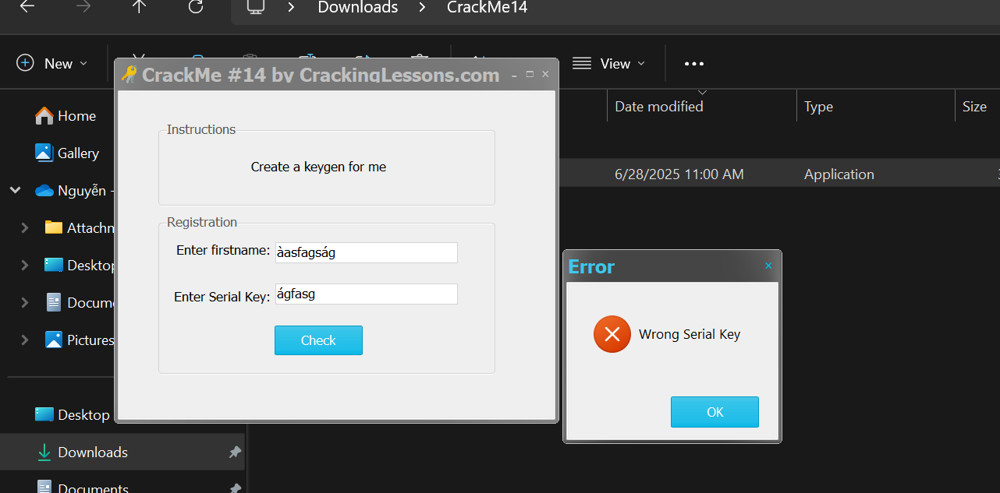 Downloads > CrackMe14
New
View
CrackMe #14 by CrackingLessons.com
Date modified
Type
Size
Home
Gallery
Nguyễn -
Attachn
Desktop
Docume
Pictures
Instructions
Create a keygen for me
6/28/2025 11:00 AM
Application
Registration
Enter firstname:
àasfagság
Enter Serial Key:
ágfasg
Check
Error
Wrong Serial Key
OK
Desktop
Downloads
Documents